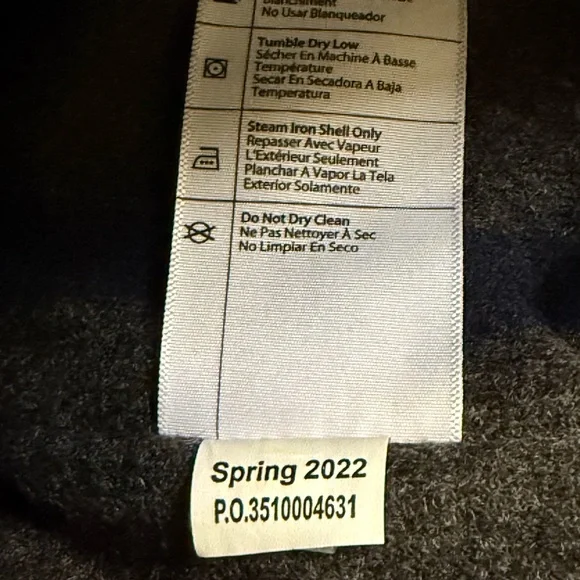 Blanchiment
No Usar Blanqueador
Tumble Dry Low
Sécher En Machine À Basse
Température
Secar En Secadora A Baja
Temperatura
Steam Iron Shell Only
Repasser Avec Vapeur
L'Extérieur Seulement
Planchar A Vapor La Tela
Exterior Solamente
Do Not Dry Clean
Ne Pas Nettoyer À Sec
No Limpiar En Seco
Spring 2022
P.O.3510004631